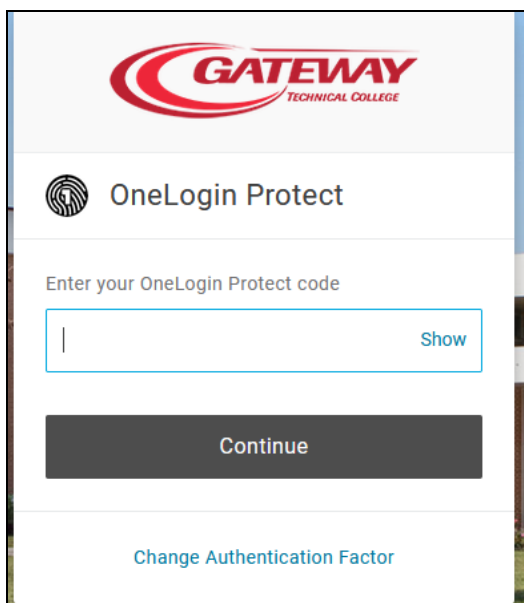 GATEWAY
TECHNICAL COLLEGE
OneLogin Protect
Enter your OneLogin Protect code
Show
Continue
Change Authentication Factor